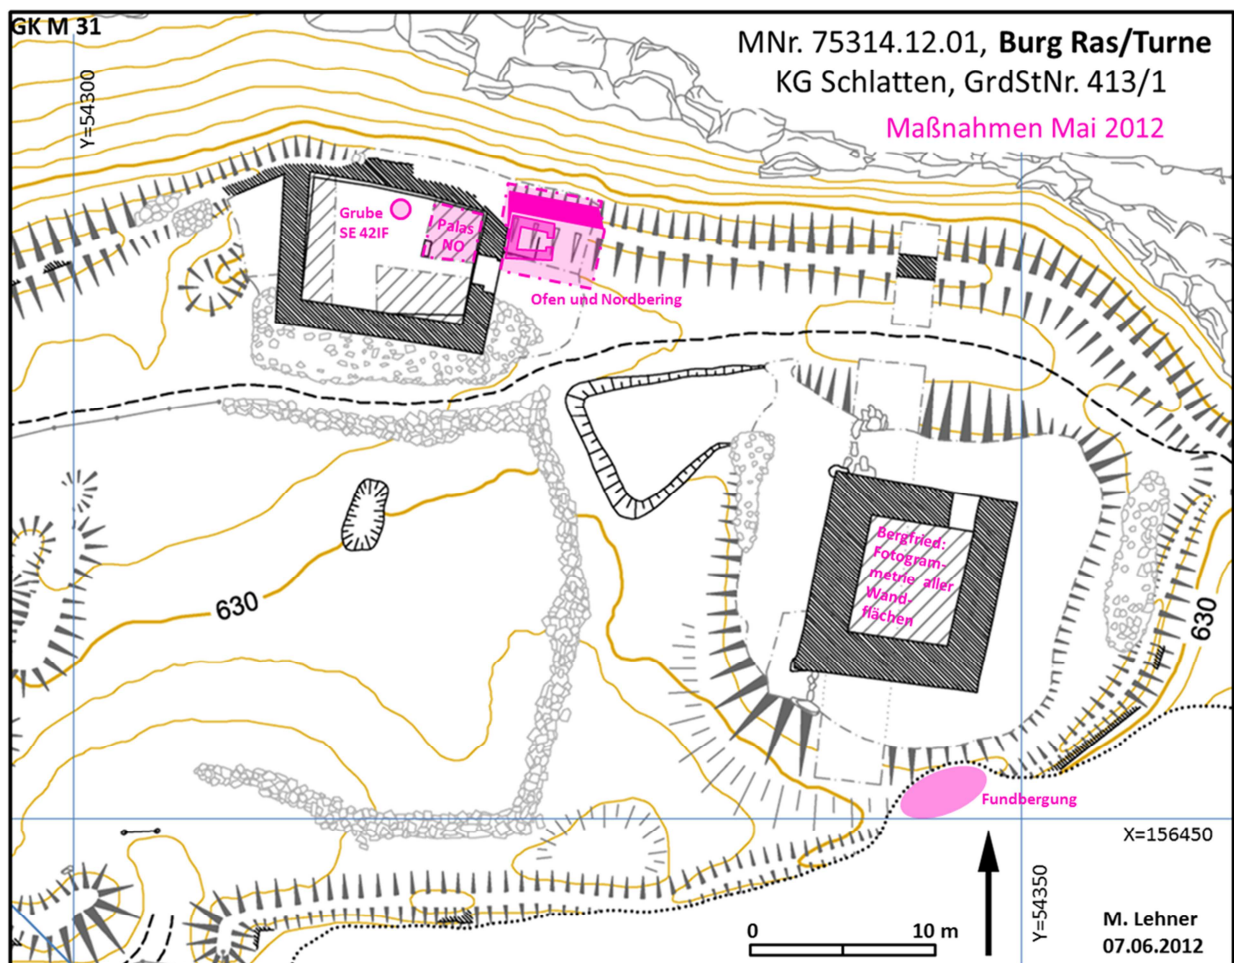 GK M 31
MNr. 75314.12.01, Burg Ras/Turne
KG Schlatten, GrdStNr. 413/1
Maßnahmen Mai 2012
Y=54300
Grube
SE 42IF
Palas
NO
Ofen und Nordbering
Bergfried:
Fotogram-
metrie aller
Wand-
flächen
630
630
Fundbergung
X=156450
Y=54350
0 10 m
M. Lehner
07.06.2012